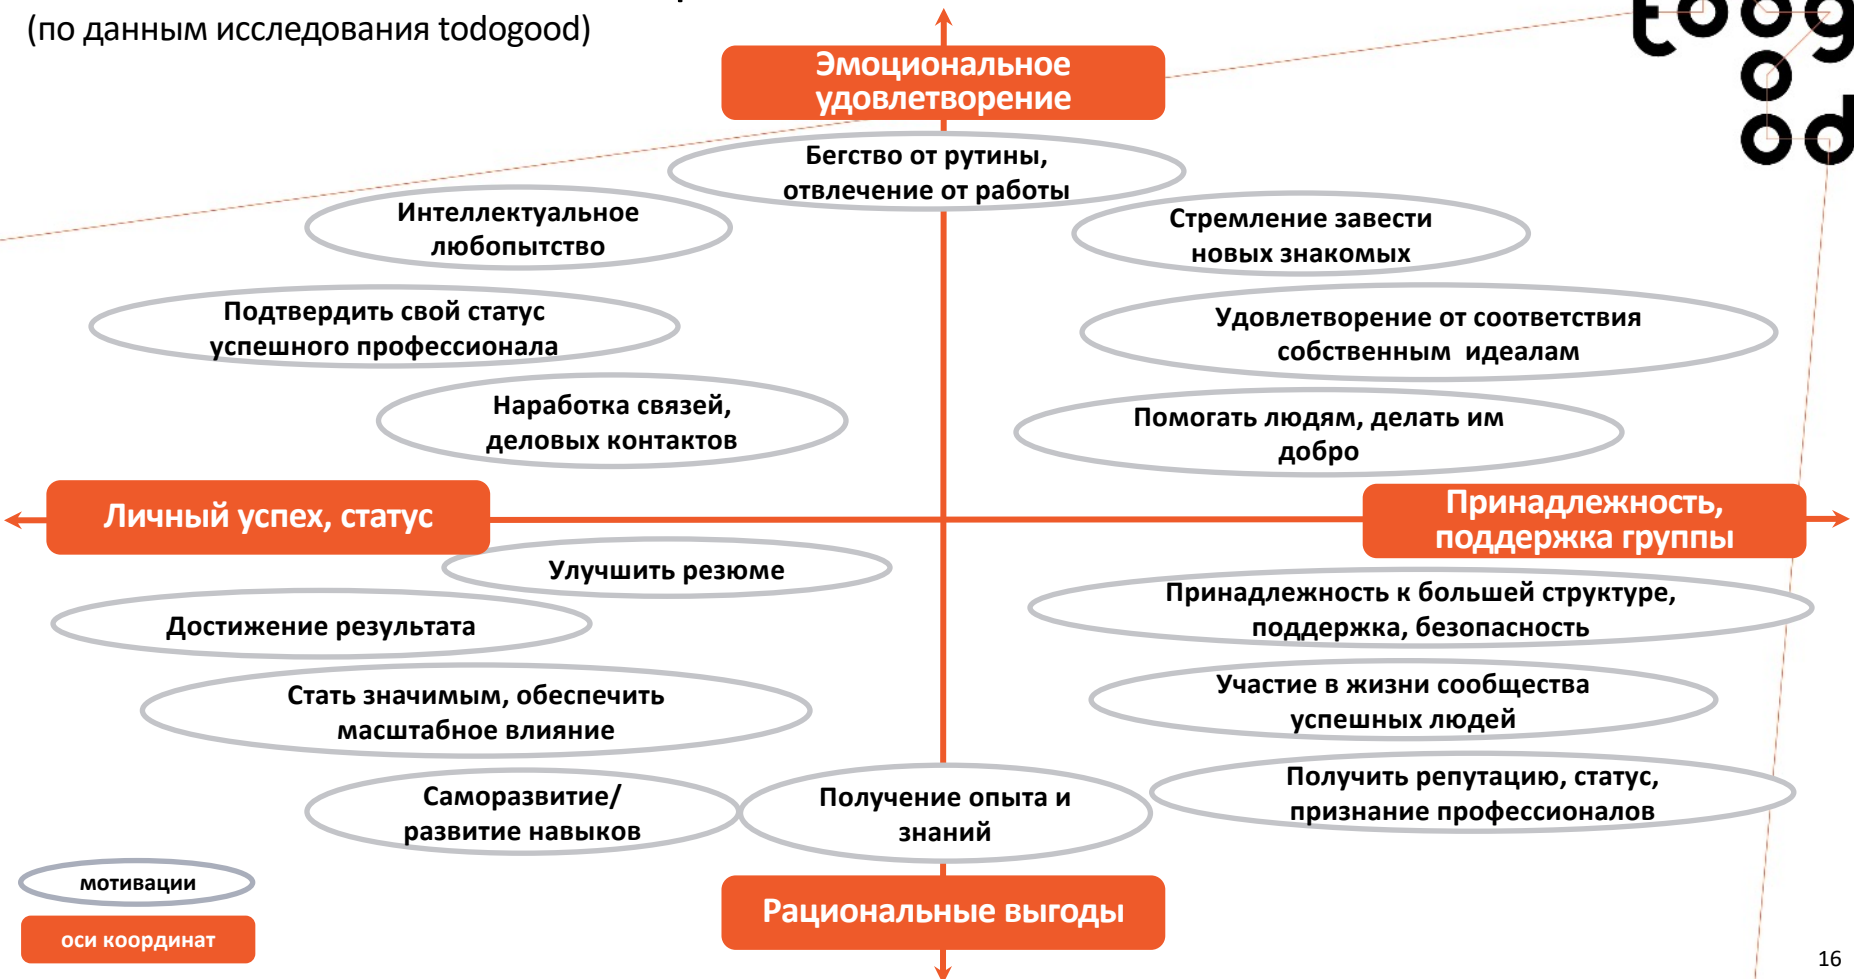 (по данным исследования todogood)
Эмоциональное
удовлетворение
Бегство от рутины,
отвлечение от работы
Интеллектуальное
любопытство
Стремление завести
новых знакомых
Подтвердить свой статус
успешного профессионала
Удовлетворение от соответствия
собственным идеалам
Наработка связей,
деловых контактов
Помогать людям, делать им
добро
Личный успех, статус
Принадлежность,
поддержка группы
Улучшить резюме
Достижение результата
Принадлежность к большей структуре,
поддержка, безопасность
Стать значимым, обеспечить
масштабное влияние
Участие в жизни сообщества
успешных людей
Саморазвитие/
развитие навыков
Получение опыта и
знаний
Получить репутацию, статус,
признание профессионалов
мотивации
Рациональные выгоды
оси координат
16